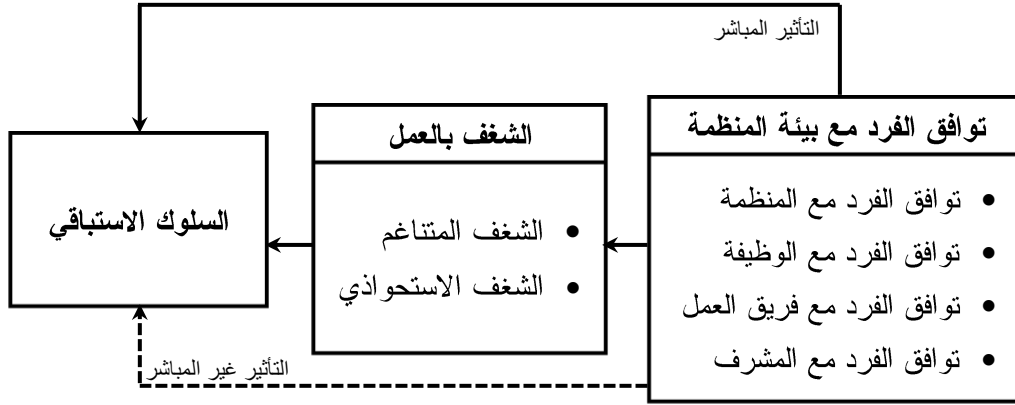 التأثير المباشر
توافق الفرد مع بيئة المنظمة
• توافق الفرد مع المنظمة
• توافق الفرد مع الوظيفة
• توافق الفرد مع فريق العمل
• توافق الفرد مع المشرف
الشغف بالعمل
• الشغف المتناغم
• الشغف الاستحواذي
السلوك الاستباقي
التأثير غير المباشر